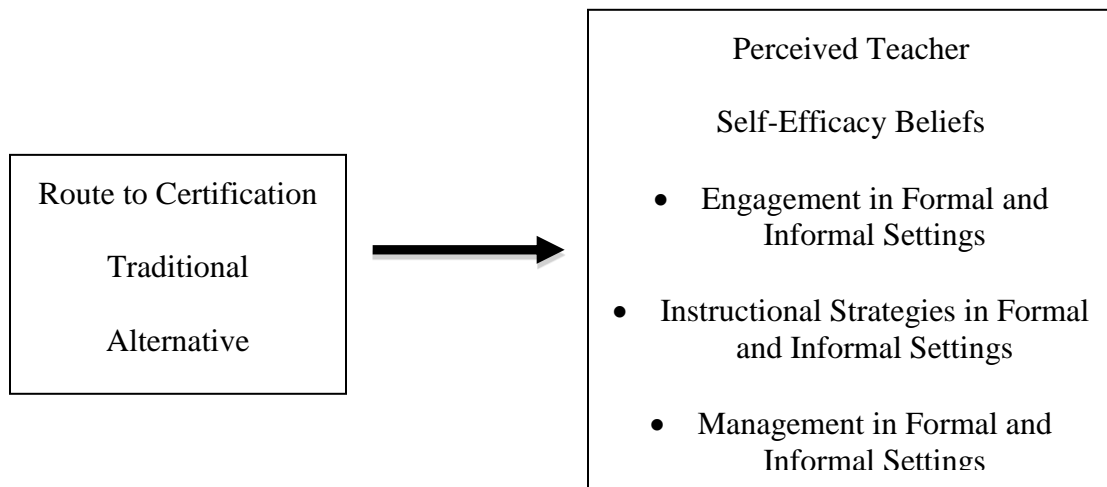 Route to Certification
Traditional
Alternative
Perceived Teacher
Self-Efficacy Beliefs
• Engagement in Formal and
Informal Settings
• Instructional Strategies in Formal
and Informal Settings
• Management in Formal and
Informal Settings